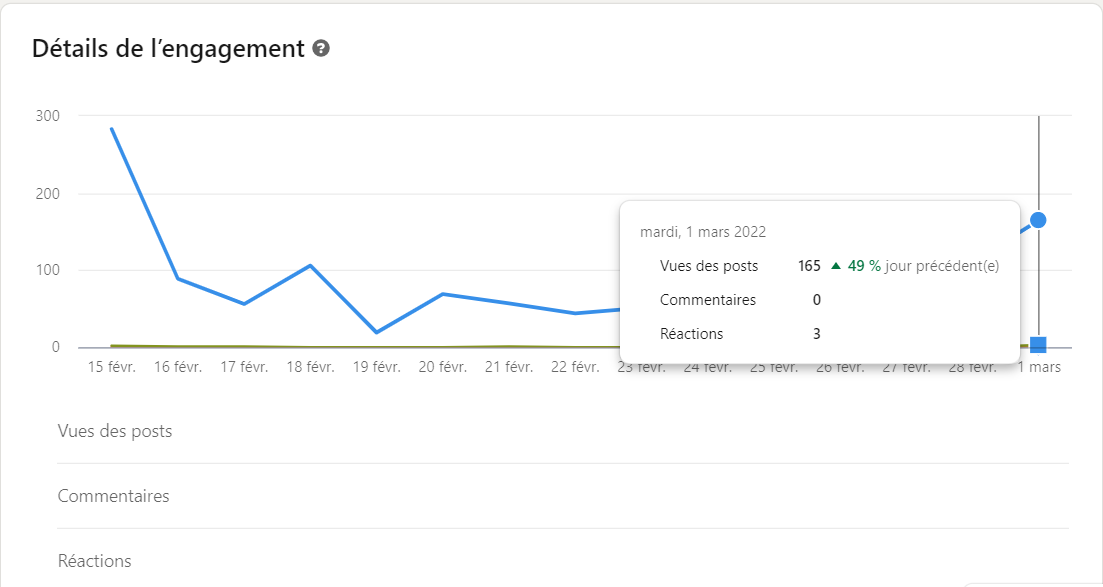 Détails de l’engagement ?
300
200
mardi, 1 mars 2022
Vues des posts 165 ▲ 49 % jour précédent(e)
100
Commentaires 0
Réactions 3
0
15 févr. 16 févr. 17 févr. 18 févr. 19 févr. 20 févr. 21 févr. 22 févr. 23 févr. 24 févr. 25 févr. 26 févr. 27 févr. 28 févr. 1 mars
Vues des posts
Commentaires
Réactions